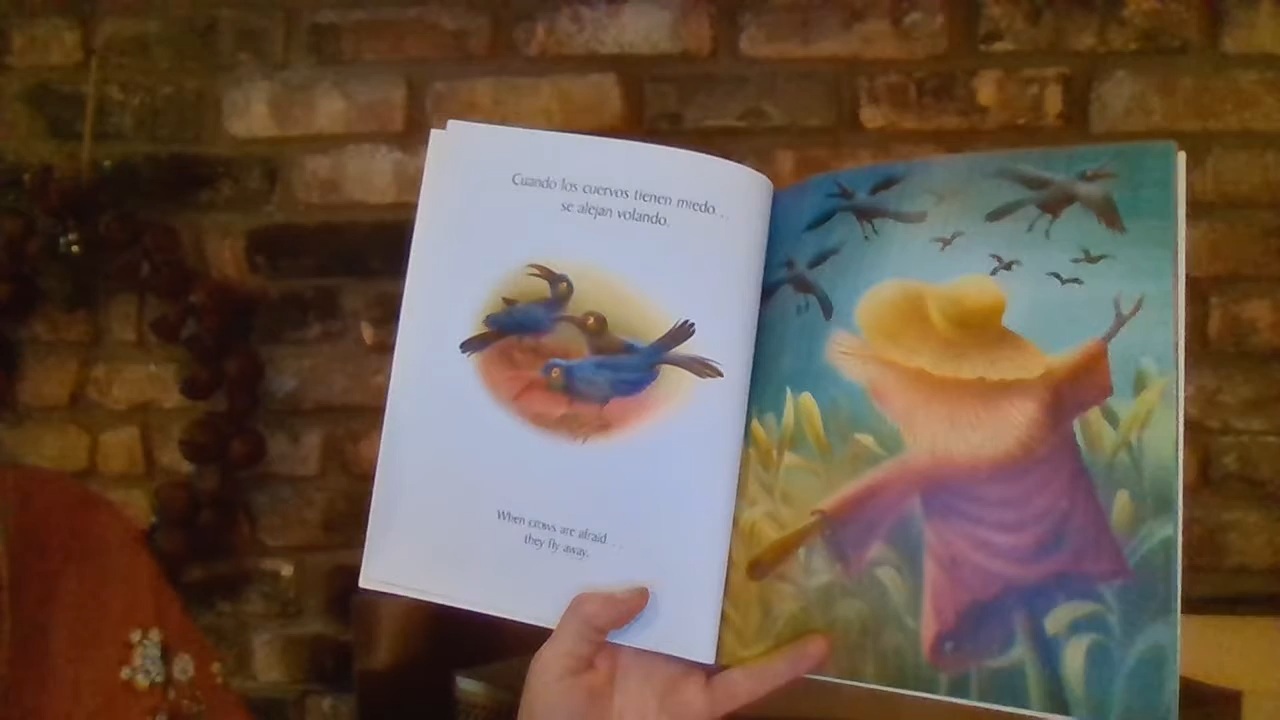 Cuando los cuervos tienen miedo...
se alejan volando.
When crows are afraid...
they fly away.